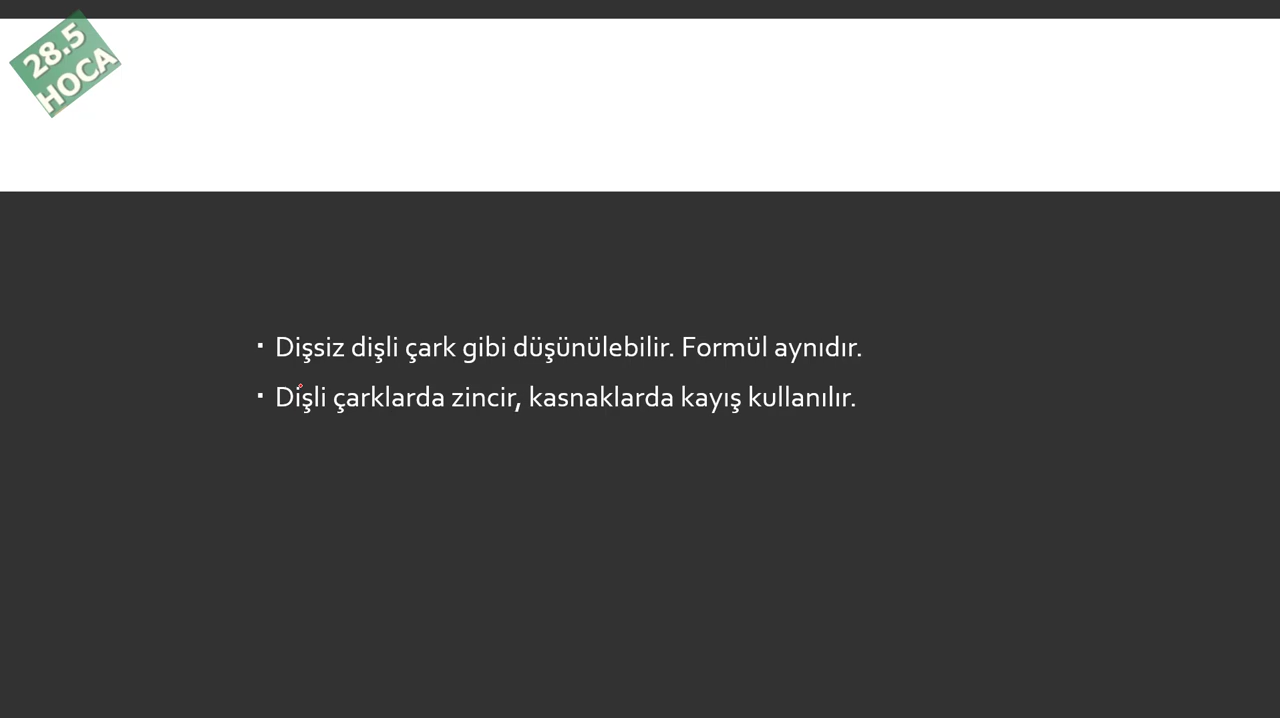 28.5
HOCA
▪ Dişsiz dişli çark gibi düşünülebilir. Formül aynıdır.
▪ Dişli çarklarda zincir, kasnaklarda kayış kullanılır.